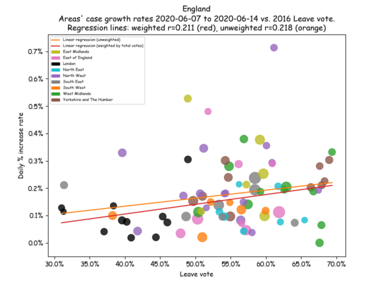 England
Areas' case growth rates 2020-06-07 to 2020-06-14 vs. 2016 Leave vote.
Regression lines: weighted r=0.211 (red), unweighted r=0.218 (orange)
Linear regression (unweighted)
Linear regression (weighted by total votes)
East Midlands
East of England
London
North East
North West
South East
South West
West Midlands
Yorkshire and The Humber
Daily % increase rate
0.7%
0.6%
0.5%
0.4%
0.3%
0.2%
0.1%
0.0%
30.0% 35.0% 40.0% 45.0% 50.0% 55.0% 60.0% 65.0% 70.0%
Leave vote